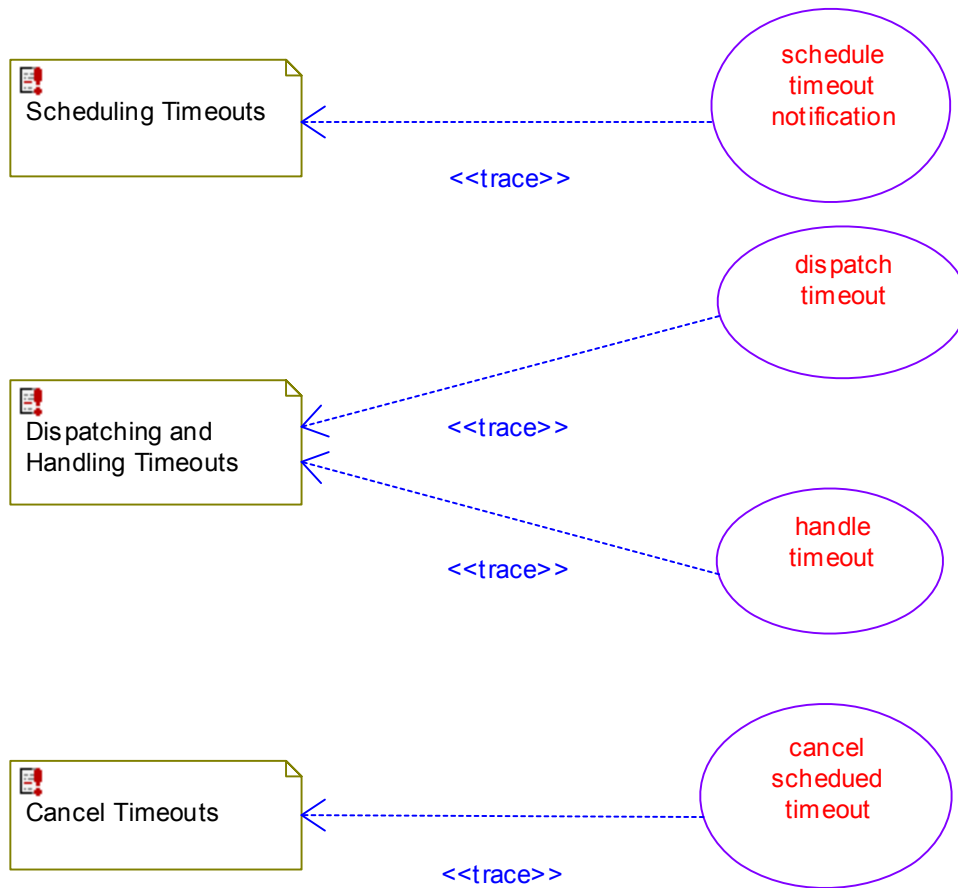 schedule
timeout
notification
Scheduling Timeouts
<<trace>>
dispatch
timeout
Dispatching and
Handling Timeouts
<<trace>>
handle
timeout
<<trace>>
cancel
schedued
timeout
Cancel Timeouts
<<trace>>